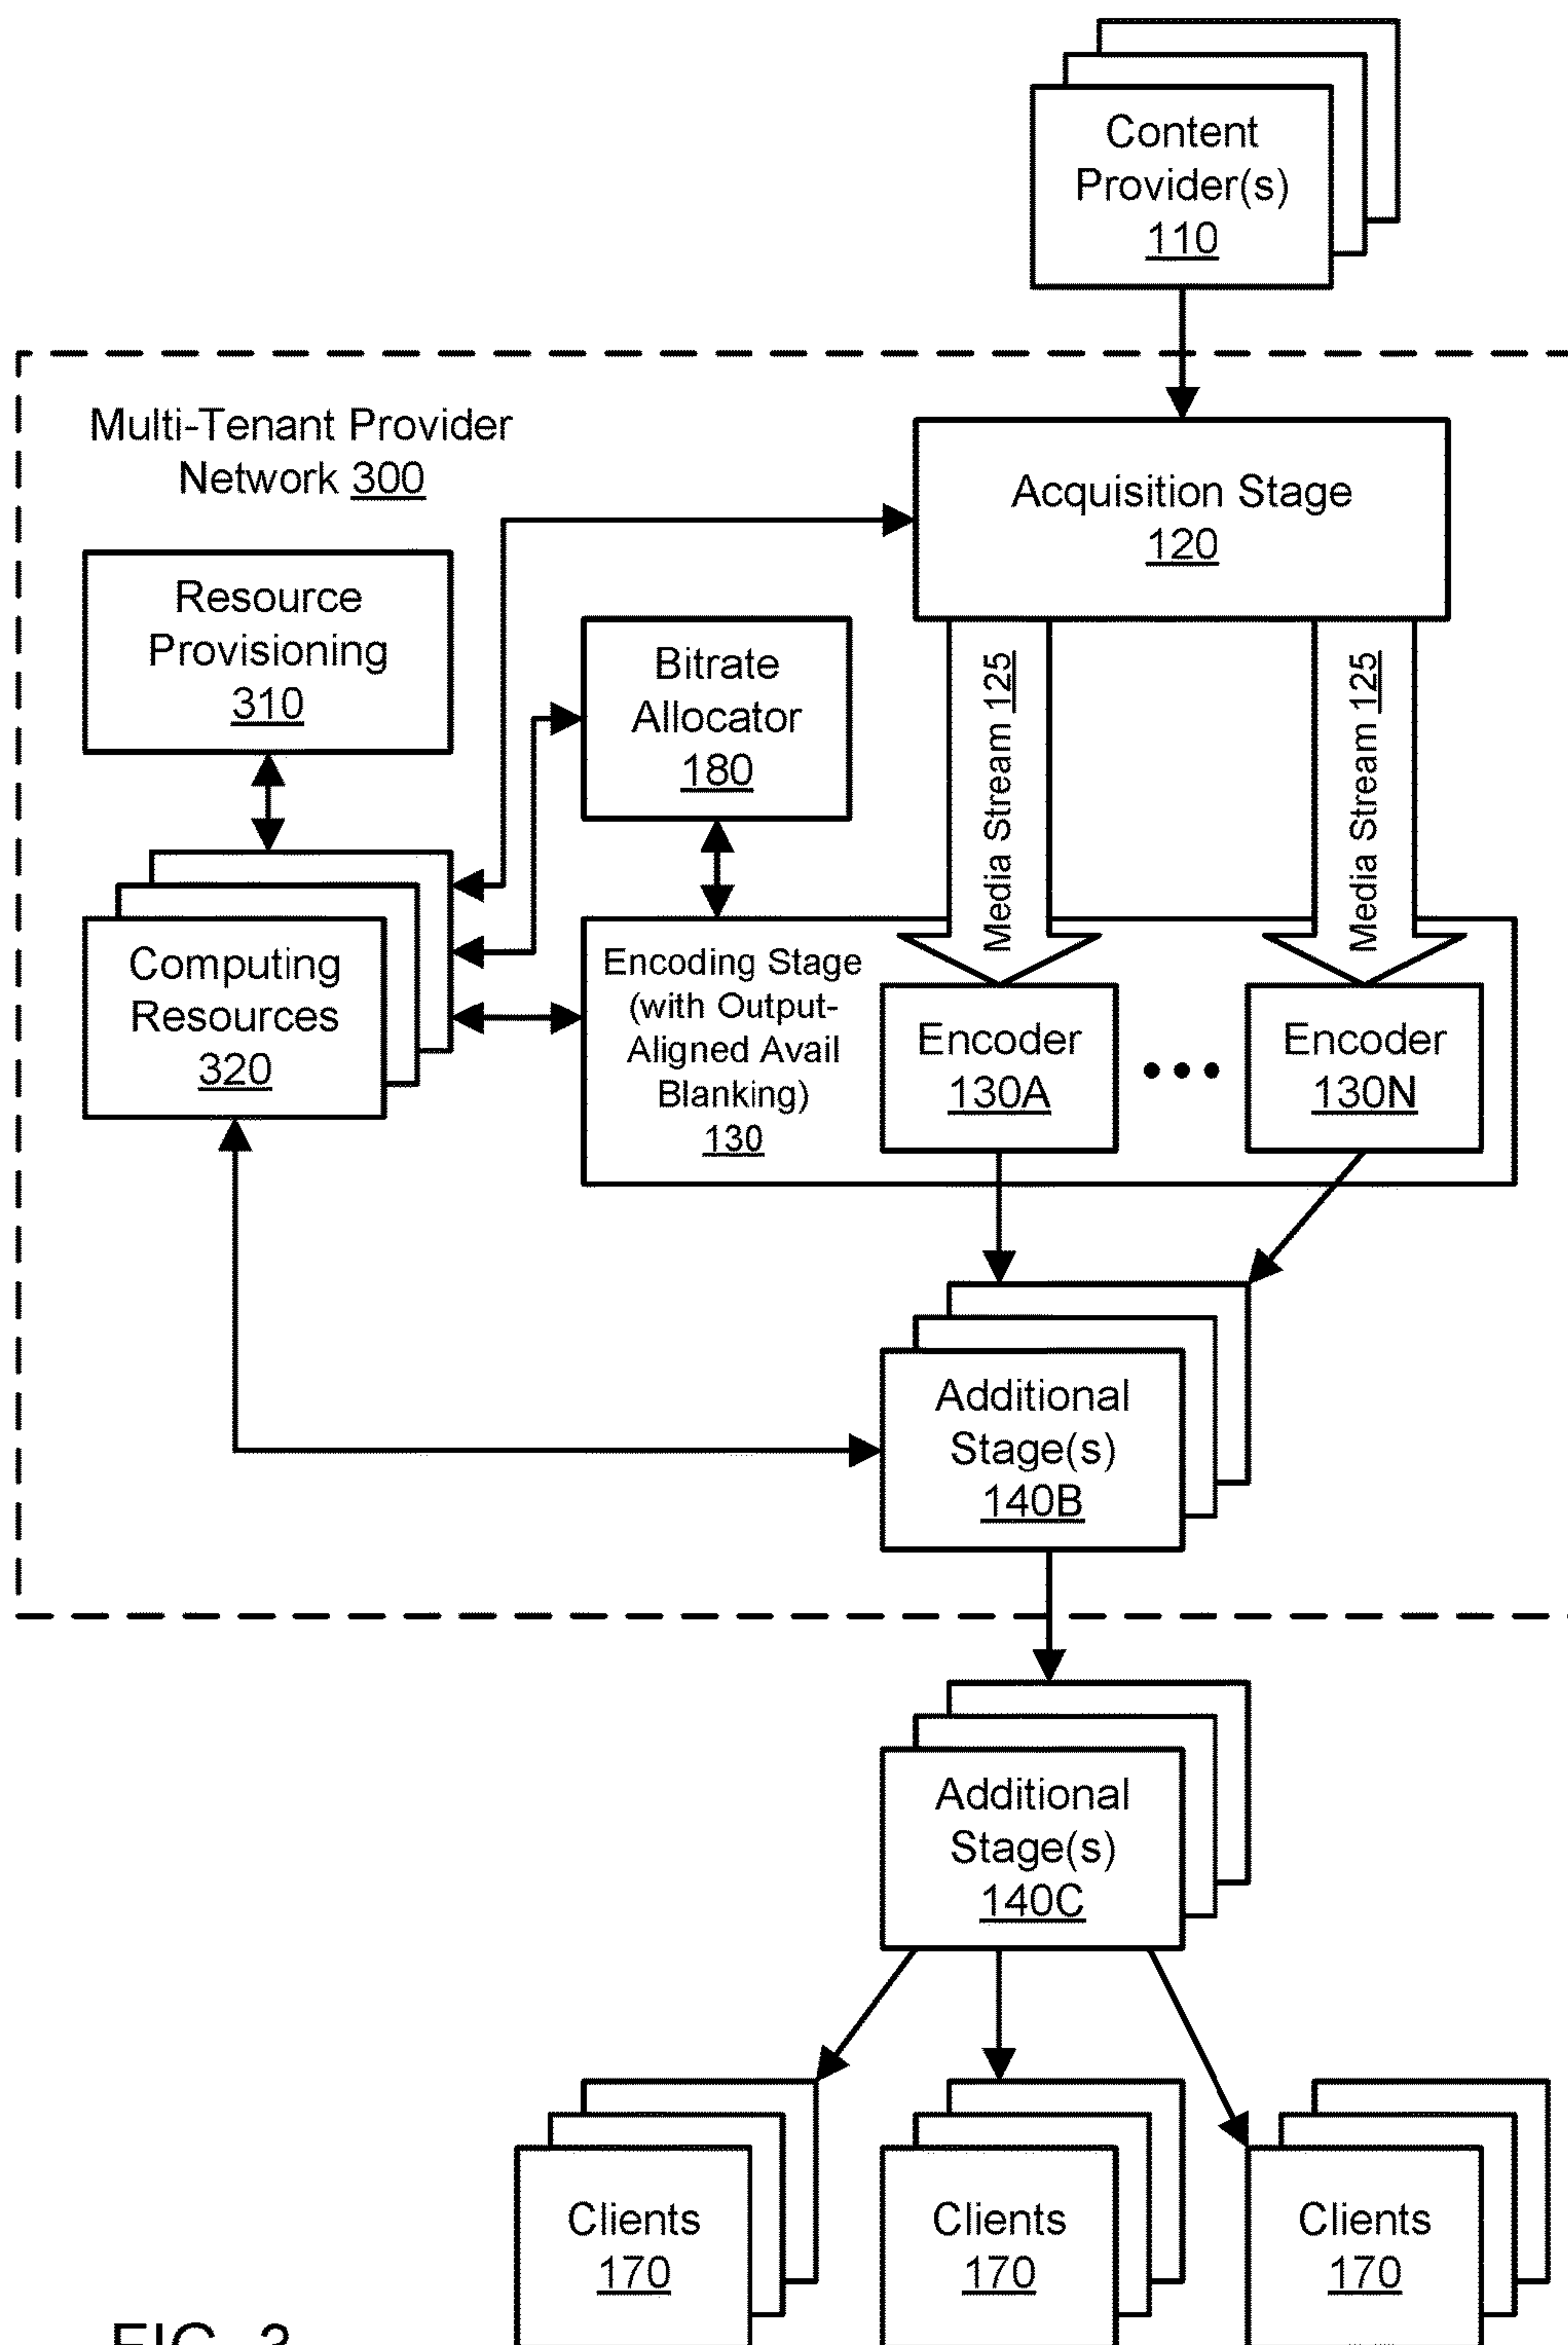 Content
Provider(s)
110
Multi-Tenant Provider
Network 300
Acquisition Stage
120
Resource
Provisioning
310
Bitrate
Allocator
180
Media Stream 125
Media Stream 125
Computing
Resources
320
Encoding Stage
(with Output-
Aligned Avail
Blanking)
130
Encoder
130A
Encoder
130N
Additional
Stage(s)
140B
Additional
Stage(s)
140C
Clients
170
Clients
170
Clients
170
FIG. 3